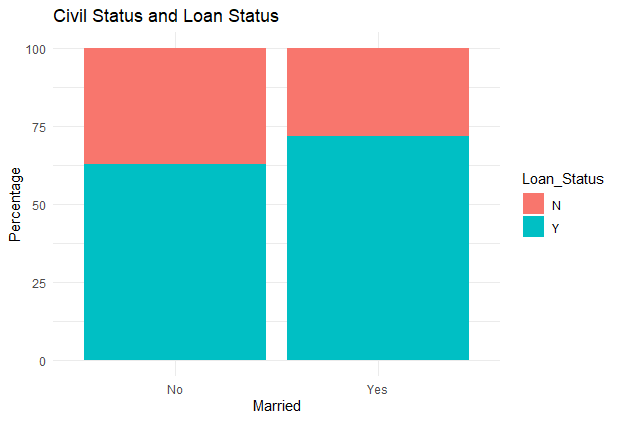 Civil Status and Loan Status
100
75
50
25
0
Percentage
No
Yes
Married
Loan_Status
N
Y